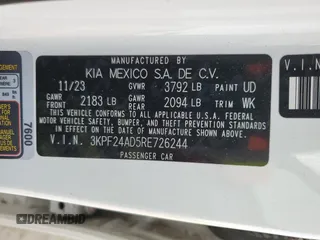 MANUFACTURED BY
KIA MEXICO S.A. DE C.V.
11/23 GVWR 3792 LB PAINT UD
GAWR FRONT 2183 LB GAWR REAR 2094 LB TRIM WK
THIS VEHICLE CONFORMS TO ALL APPLICABLE U.S. FEDERAL
MOTOR VEHICLE SAFETY, BUMPER, AND THEFT PREVENTION
STANDARDS IN EFFECT ON THE DATE OF MANUFACTURE SHOWN ABOVE.
V.I.N. 3KPF24AD5RE726244
PASSENGER CAR
7600
V.I.N.
DREAMBID